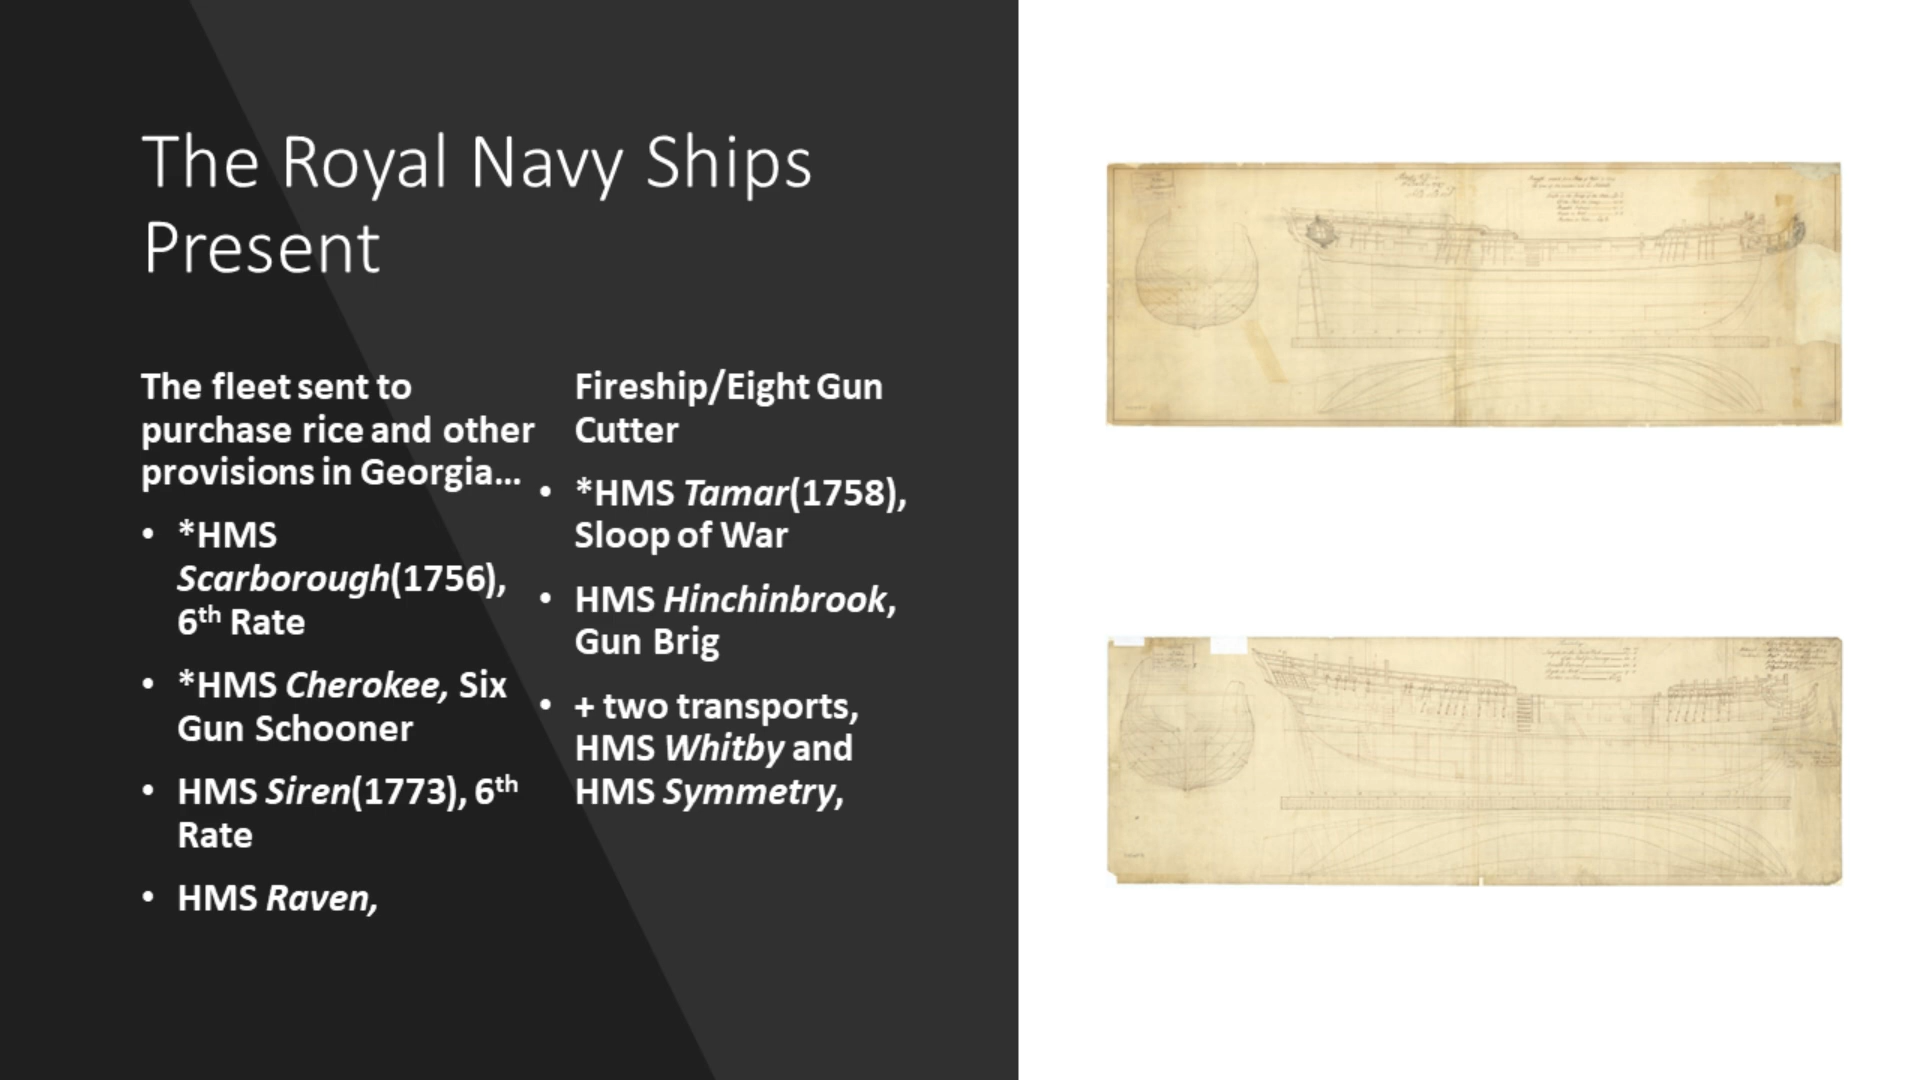 The Royal Navy Ships
Present
The fleet sent to
purchase rice and other
provisions in Georgia...
• *HMS
Scarborough(1756),
6th Rate
• *HMS Cherokee, Six
Gun Schooner
• HMS Siren(1773), 6th
Rate
• HMS Raven,
Fireship/Eight Gun
Cutter
• *HMS Tamar(1758),
Sloop of War
• HMS Hinchinbrook,
Gun Brig
• + two transports,
HMS Whitby and
HMS Symmetry,